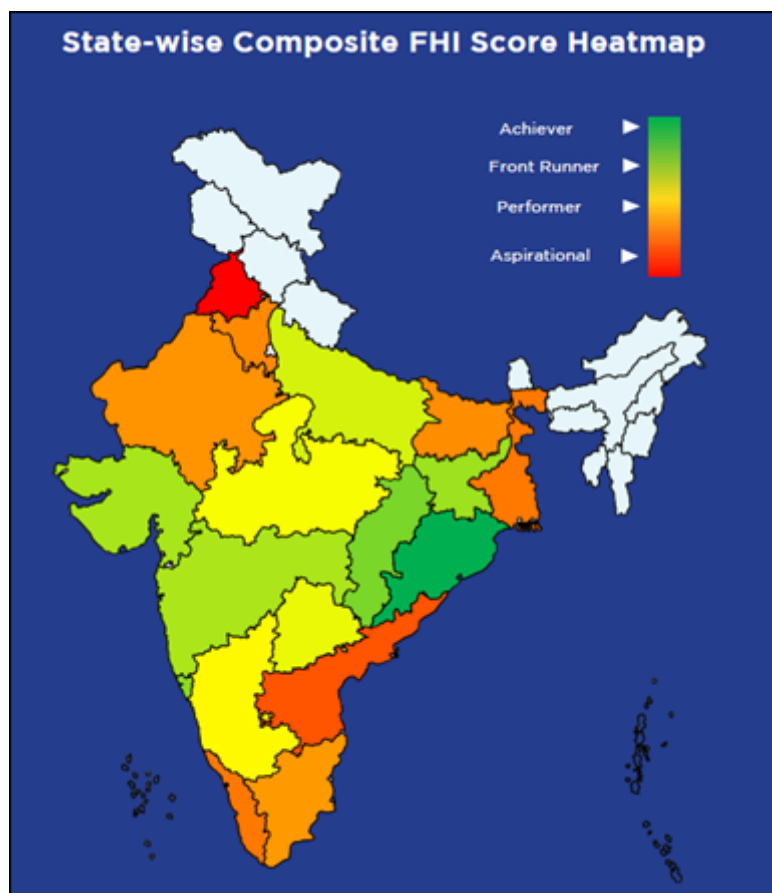 State-wise Composite FHI Score Heatmap
Achiever
Front Runner
Performer
Aspirational